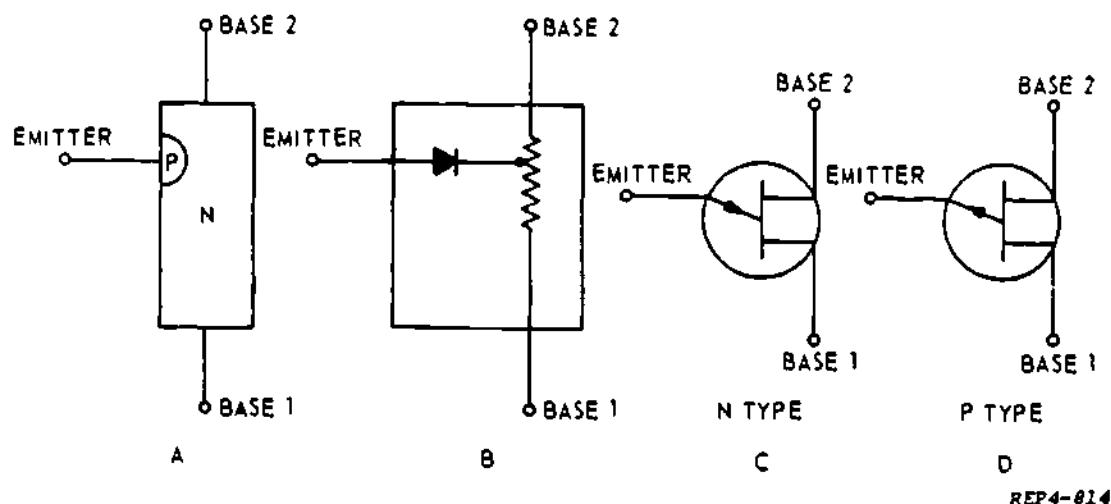 BASE 2
EMITTER
P
N
BASE 1
A
BASE 2
EMITTER
BASE 1
B
BASE 2
EMITTER
BASE 1
N TYPE
C
BASE 2
EMITTER
BASE 1
P TYPE
D
REP4-814